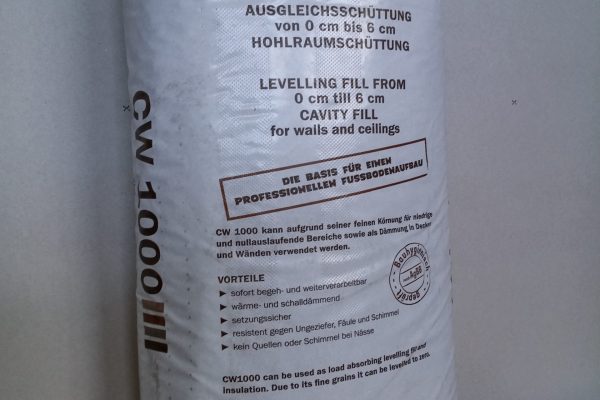 AUSGLEICHSSCHÜTTUNG
von 0 cm bis 6 cm
HOHLRAUMSCHÜTTUNG
LEVELLING FILL FROM
0 cm till 6 cm
CAVITY FILL
for walls and ceilings
DIE BASIS FÜR EINEN
PROFESSIONELLEN FUSSBODENAUFBAU
CW 1000 kann aufgrund seiner feinen Körnung für niedrige
und nullauslaufende Bereiche sowie als Dämmung in Decken
und Wänden verwendet werden.
VORTEILE
► sofort begeh- und weiterverarbeitbar
► wärme- und schalldämmend
► setzungssicher
► resistent gegen Ungeziefer, Fäule und Schimmel
► kein Quellen oder Schimmel bei Nässe
CW1000 can be used as load absorbing levelling fill and
insulation. Due to its fine grains it can be levelled to zero.
CW 1000
Bauhygienisch
geprüft